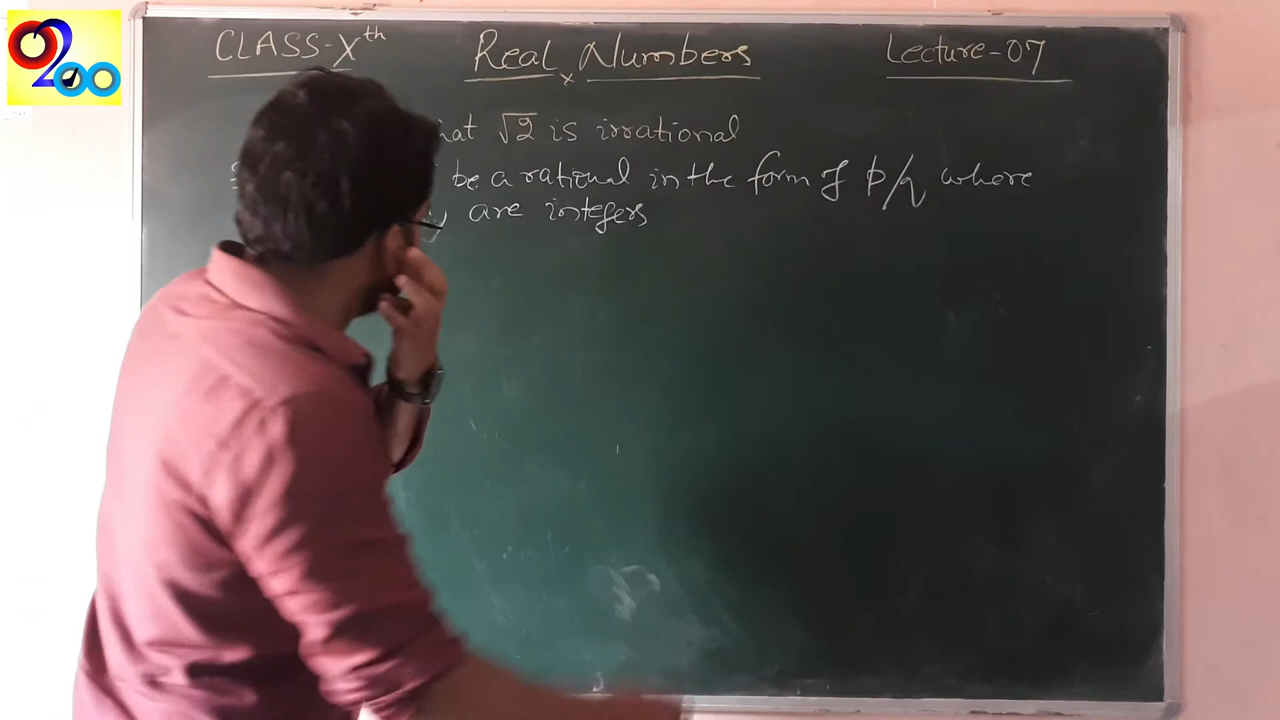 CLASS-Xth Real Numbers Lecture-07
hat √2 is irrational
be a rational in the form of p/q where
are integers